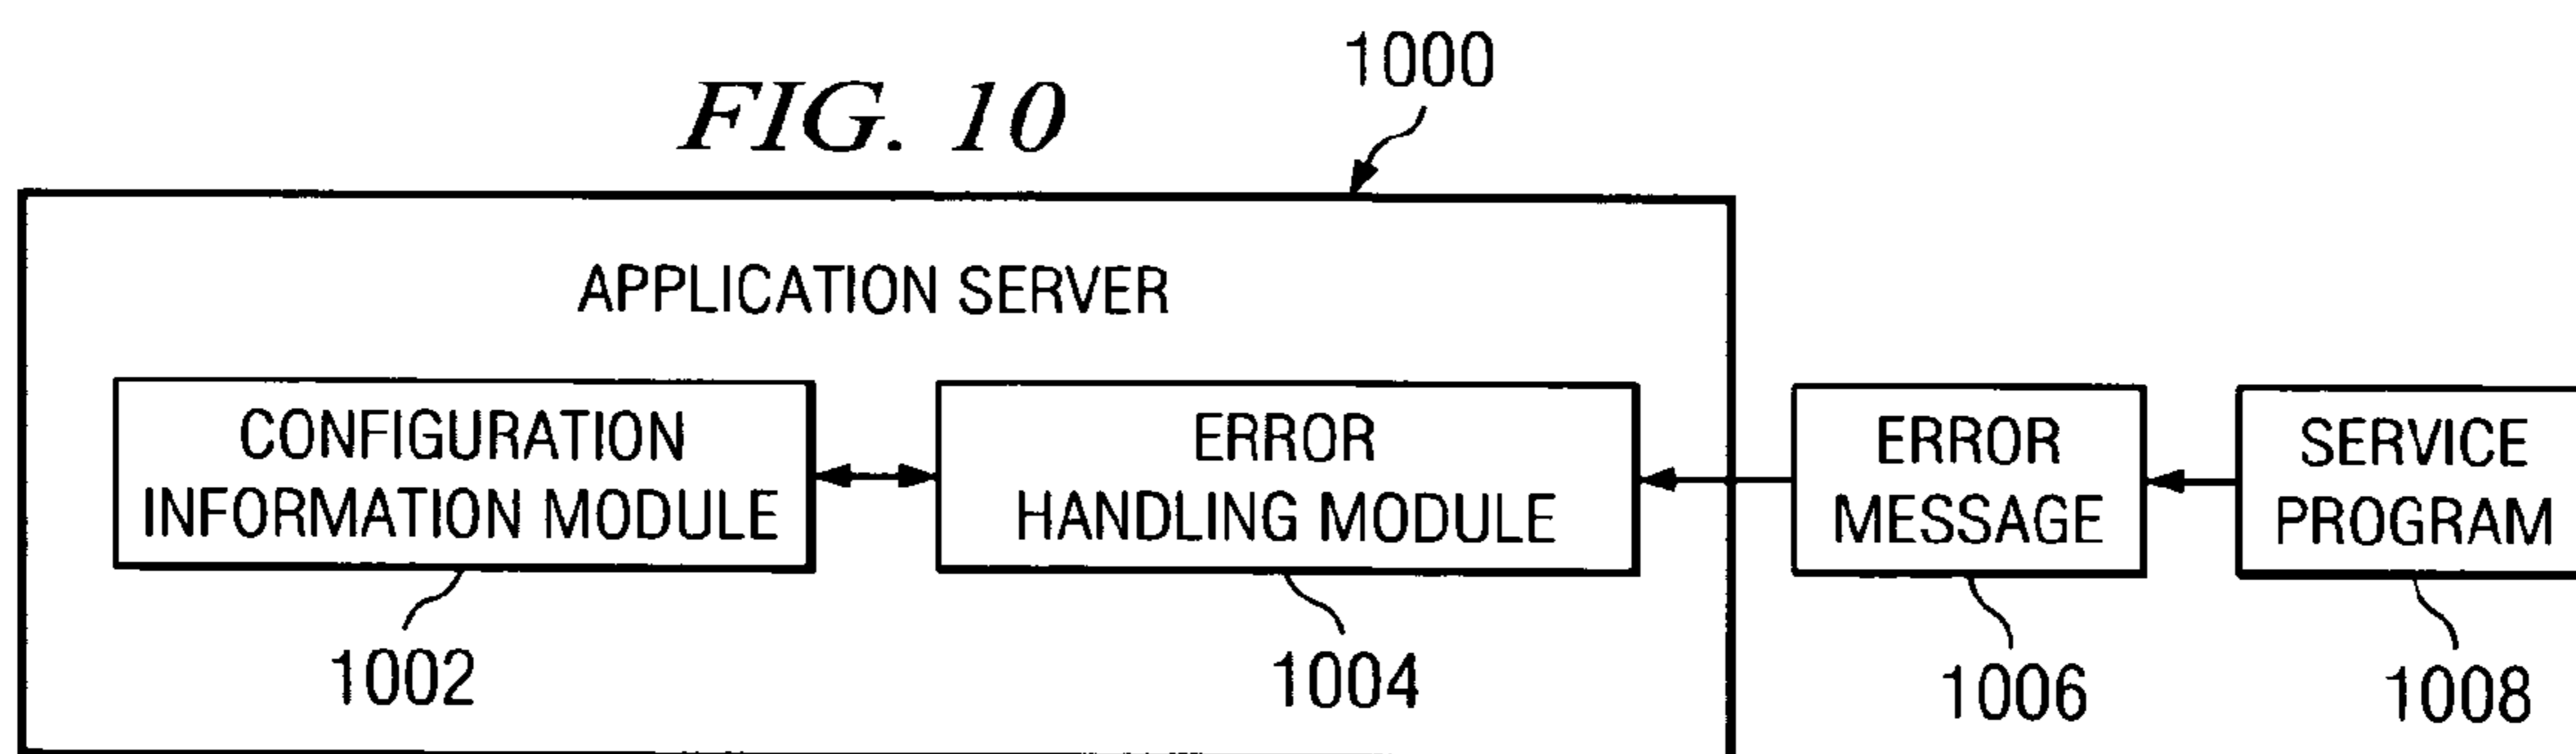 FIG. 10
1000
APPLICATION SERVER
CONFIGURATION
INFORMATION MODULE
ERROR
HANDLING MODULE
ERROR
MESSAGE
SERVICE
PROGRAM
1002
1004
1006
1008